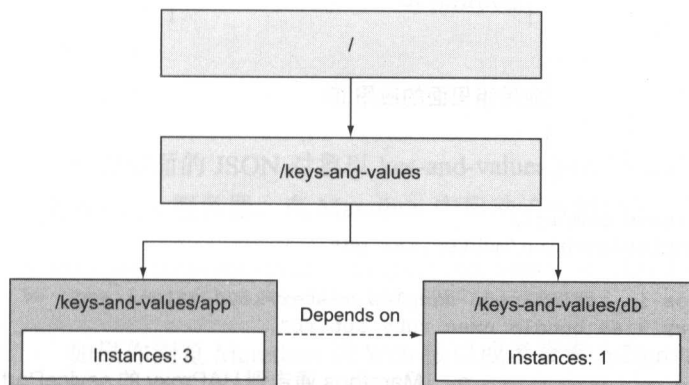 /
/keys-and-values
/keys-and-values/app
/keys-and-values/db
Depends on
Instances: 3
Instances: 1